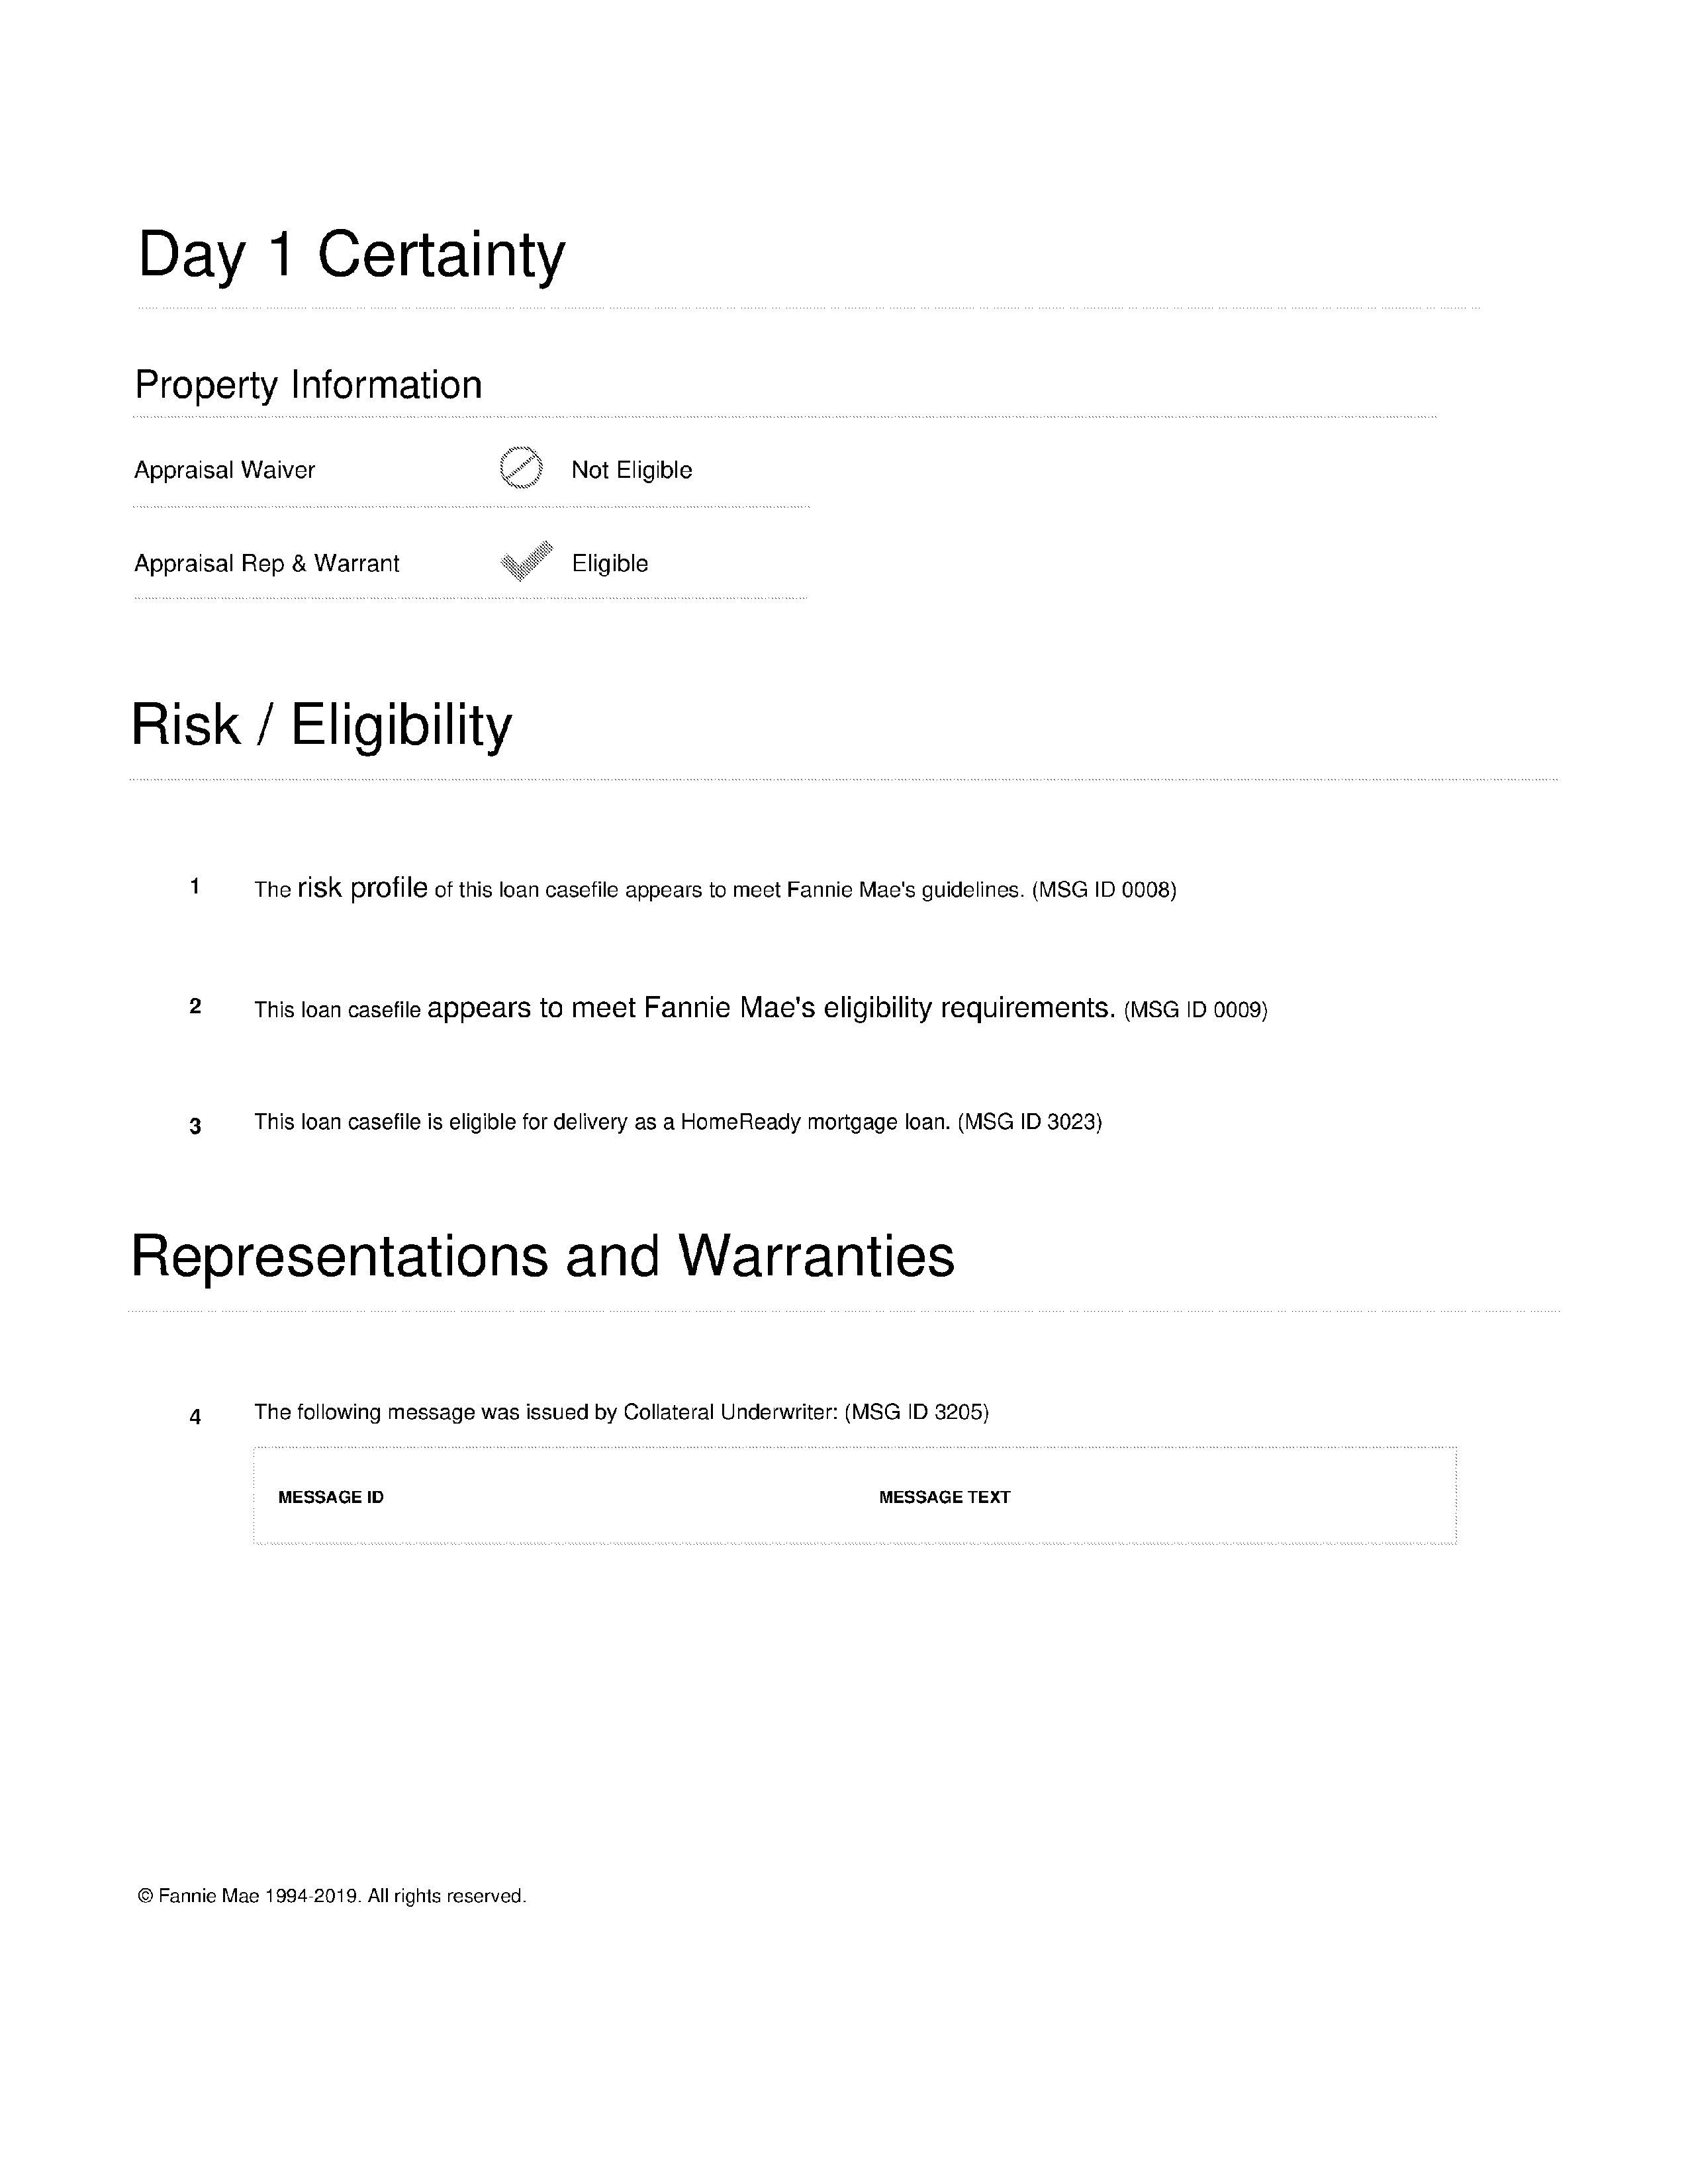 Day 1 Certainty
Property Information
Appraisal Waiver Not Eligible
Appraisal Rep & Warrant Eligible
Risk / Eligibility
1 The risk profile of this loan casefile appears to meet Fannie Mae's guidelines. (MSG ID 0008)
2 This loan casefile appears to meet Fannie Mae's eligibility requirements. (MSG ID 0009)
3 This loan casefile is eligible for delivery as a HomeReady mortgage loan. (MSG ID 3023)
Representations and Warranties
4 The following message was issued by Collateral Underwriter: (MSG ID 3205)
MESSAGE ID MESSAGE TEXT
© Fannie Mae 1994-2019. All rights reserved.